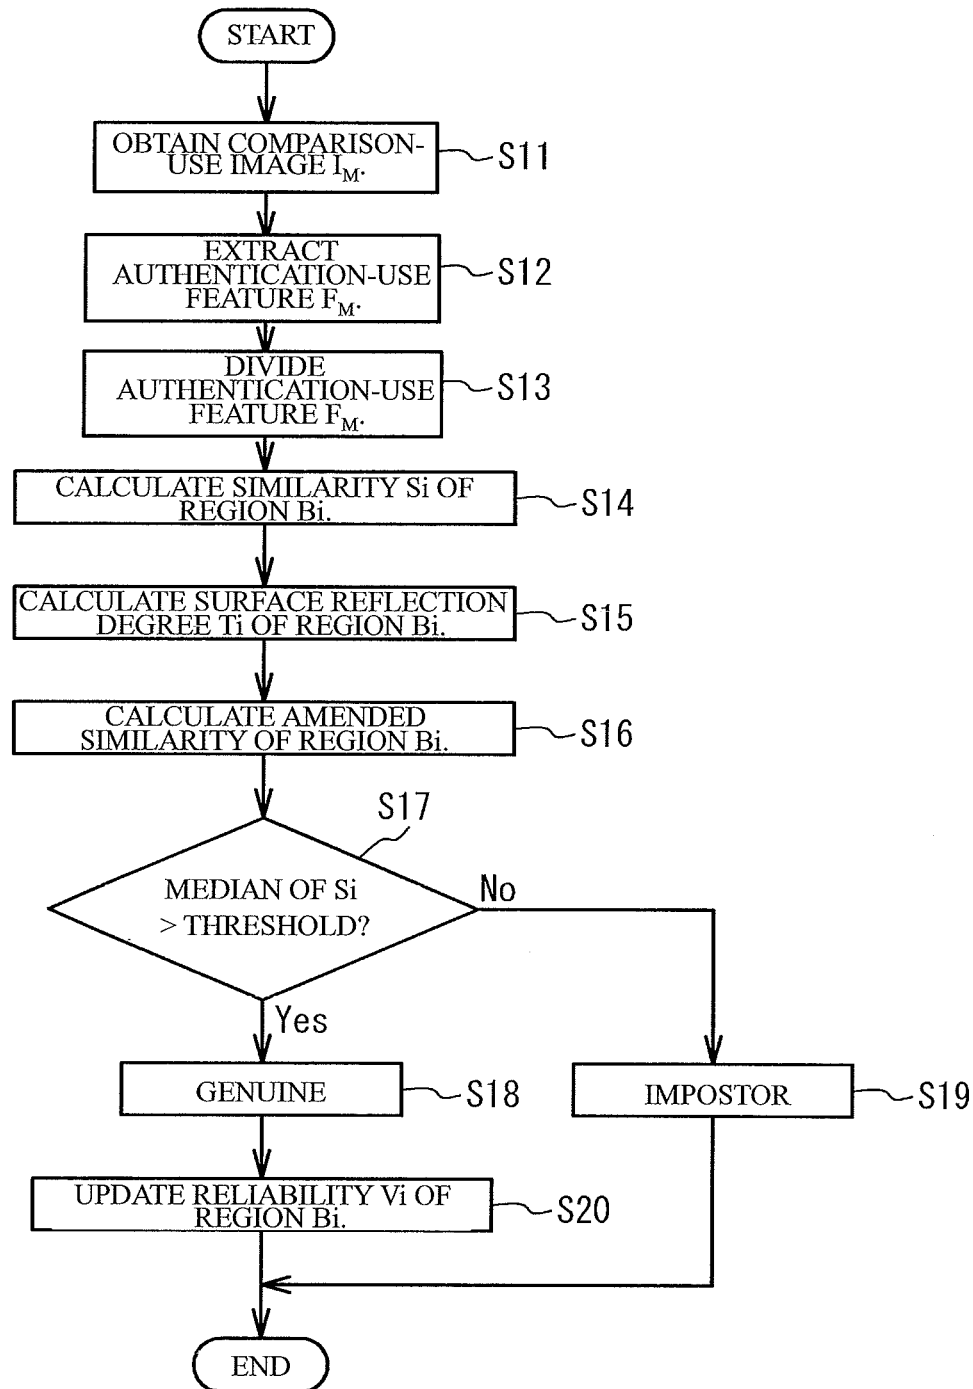 START
OBTAIN COMPARISON-
USE IMAGE IM.
S11
EXTRACT
AUTHENTICATION-USE
FEATURE FM.
S12
DIVIDE
AUTHENTICATION-USE
FEATURE FM.
S13
CALCULATE SIMILARITY Si OF
REGION Bi.
S14
CALCULATE SURFACE REFLECTION
DEGREE Ti OF REGION Bi.
S15
CALCULATE AMENDED
SIMILARITY OF REGION Bi.
S16
S17
MEDIAN OF Si
> THRESHOLD?
No
Yes
GENUINE
S18
IMPOSTOR
S19
UPDATE RELIABILITY Vi OF
REGION Bi.
S20
END